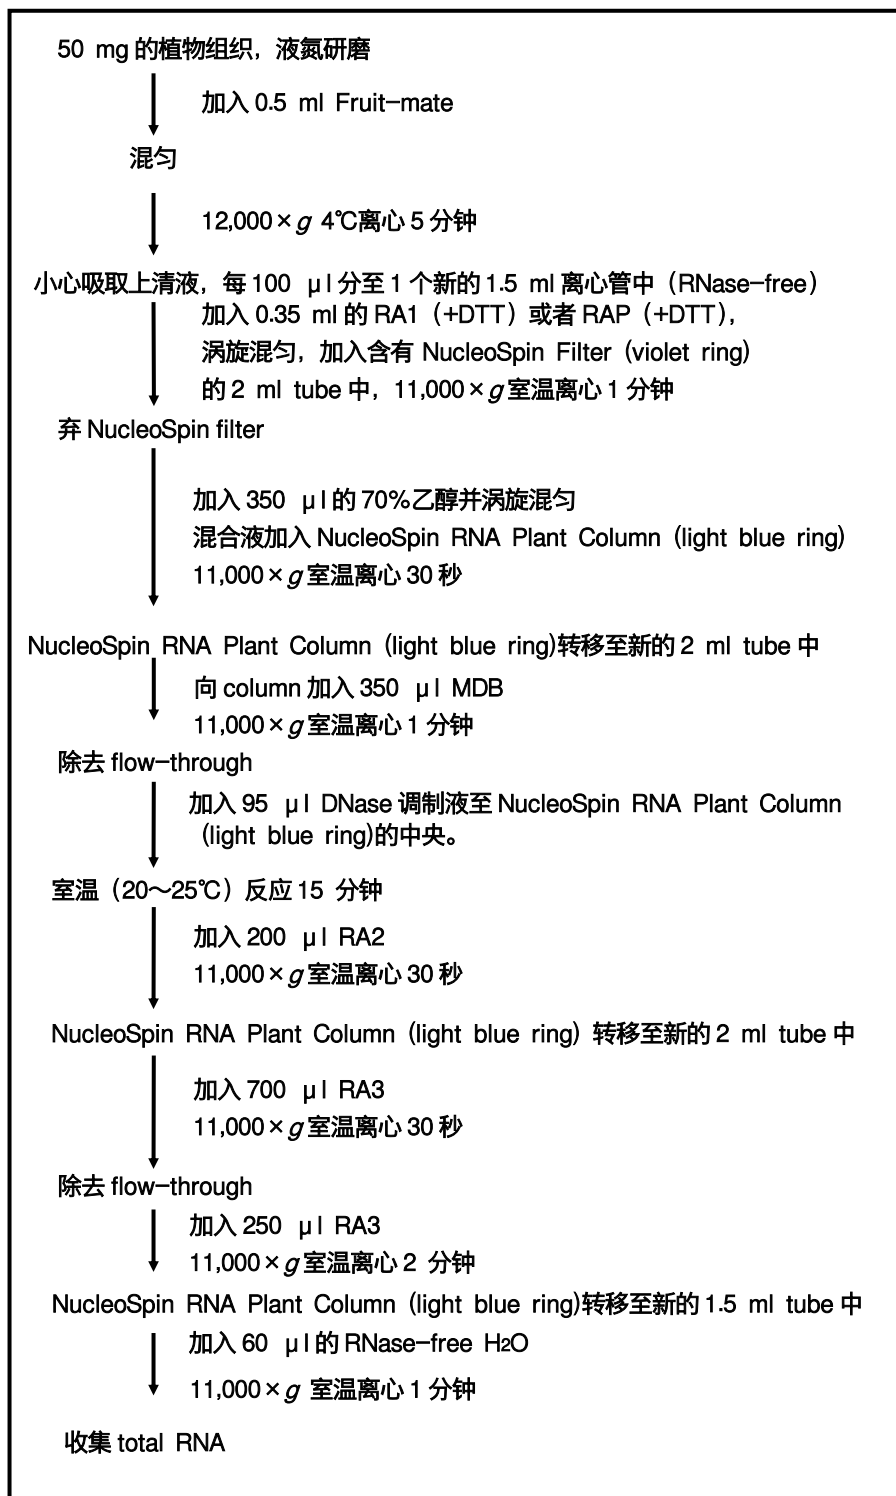 50 mg 的植物组织，液氮研磨
加入 0.5 ml Fruit-mate
混匀
12,000×g 4℃离心 5 分钟
小心吸取上清液，每 100 μl 分至 1 个新的 1.5 ml 离心管中（RNase-free）
加入 0.35 ml 的 RA1（+DTT）或者 RAP（+DTT），
涡旋混匀，加入含有 NucleoSpin Filter (violet ring)
的 2 ml tube 中，11,000×g 室温离心 1 分钟
弃 NucleoSpin filter
加入 350 μl 的 70%乙醇并涡旋混匀
混合液加入 NucleoSpin RNA Plant Column (light blue ring)
11,000×g 室温离心 30 秒
NucleoSpin RNA Plant Column (light blue ring)转移至新的 2 ml tube 中
向 column 加入 350 μl MDB
11,000×g 室温离心 1 分钟
除去 flow-through
加入 95 μl DNase 调制液至 NucleoSpin RNA Plant Column
(light blue ring)的中央。
室温（20～25℃）反应 15 分钟
加入 200 μl RA2
11,000×g 室温离心 30 秒
NucleoSpin RNA Plant Column (light blue ring) 转移至新的 2 ml tube 中
加入 700 μl RA3
11,000×g 室温离心 30 秒
除去 flow-through
加入 250 μl RA3
11,000×g 室温离心 2 分钟
NucleoSpin RNA Plant Column (light blue ring)转移至新的 1.5 ml tube 中
加入 60 μl 的 RNase-free H2O
11,000×g 室温离心 1 分钟
收集 total RNA